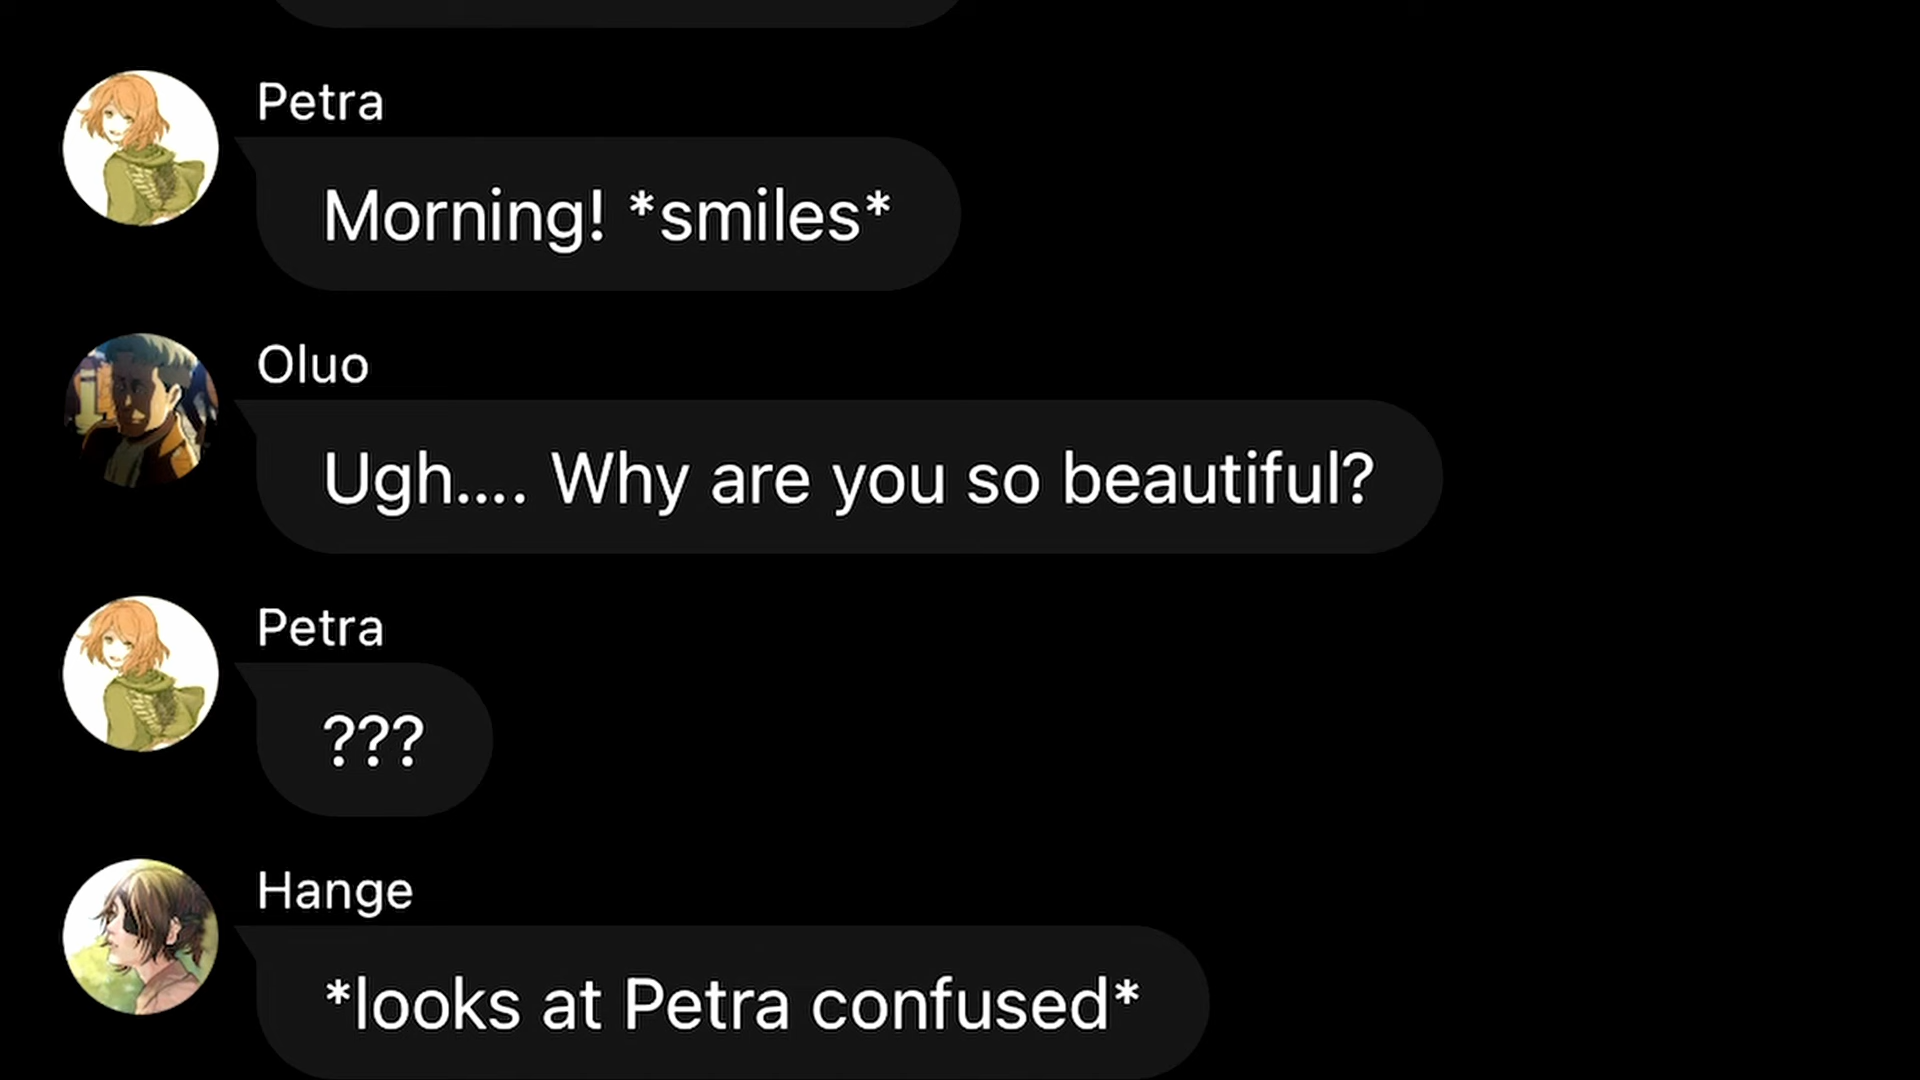 Petra
Morning! *smiles*
Oluo
Ugh.... Why are you so beautiful?
Petra
???
Hange
*looks at Petra confused*